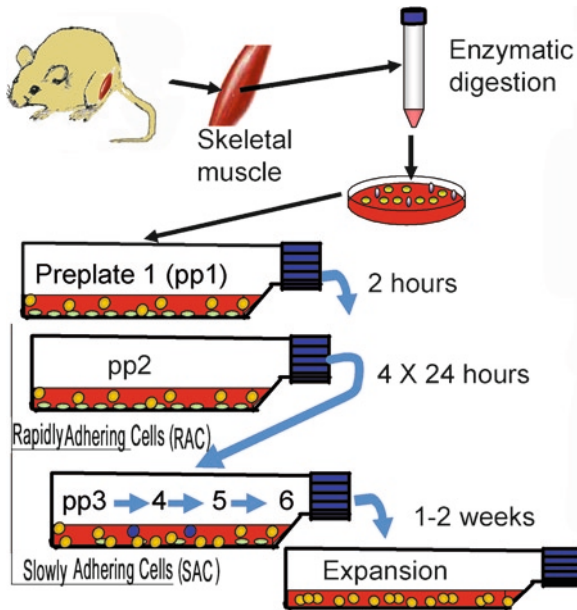 Enzymatic
digestion
Skeletal
muscle
Preplate 1 (pp1)
2 hours
pp2
4 X 24 hours
Rapidly Adhering Cells (RAC)
pp3 4 5 6
1-2 weeks
Slowly Adhering Cells (SAC)
Expansion